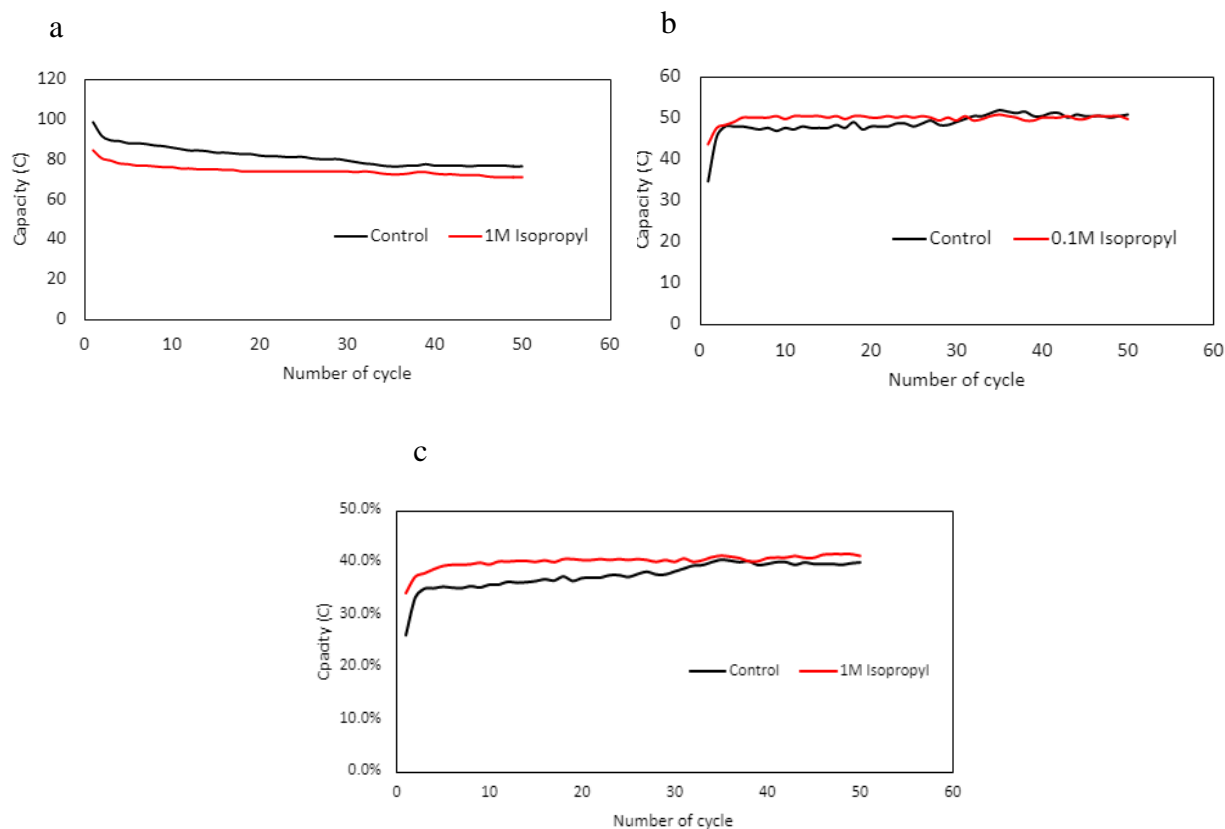 a
120
100
80
60
40
20
0
Capacity (C)
Control 1M Isopropyl
0 10 20 30 40 50 60
Number of cycle
b
60
50
40
30
20
10
0
Capacity (C)
Control 0.1M Isopropyl
0 10 20 30 40 50 60
Number of cycle
c
50.0%
40.0%
30.0%
20.0%
10.0%
0.0%
Cpacity (C)
Control 1M Isopropyl
0 10 20 30 40 50 60
Number of cycle